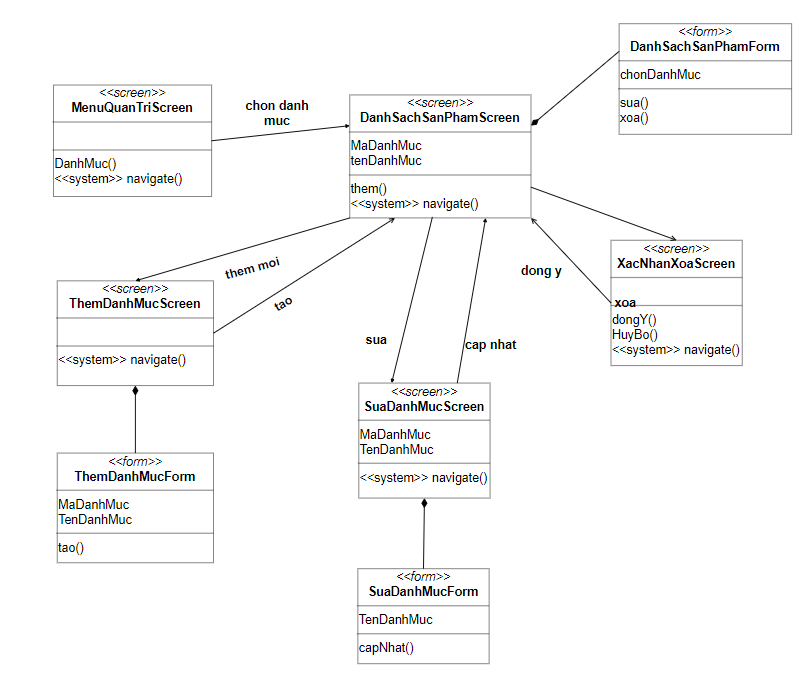 <<form>>
DanhSachSanPhamForm
chonDanhMuc
sua()
xoa()
<<screen>>
MenuQuanTriScreen
DanhMuc()
<<system>> navigate()
chon danh
muc
<<screen>>
DanhSachSanPhamScreen
MaDanhMuc
tenDanhMuc
them()
<<system>> navigate()
<<screen>>
XacNhanXoaScreen
xoa
dongY()
HuyBo()
<<system>> navigate()
dong y
them moi
tao
<<screen>>
ThemDanhMucScreen
<<system>> navigate()
sua
cap nhat
<<screen>>
SuaDanhMucScreen
MaDanhMuc
TenDanhMuc
<<system>> navigate()
<<form>>
ThemDanhMucForm
MaDanhMuc
TenDanhMuc
tao()
<<form>>
SuaDanhMucForm
TenDanhMuc
capNhat()